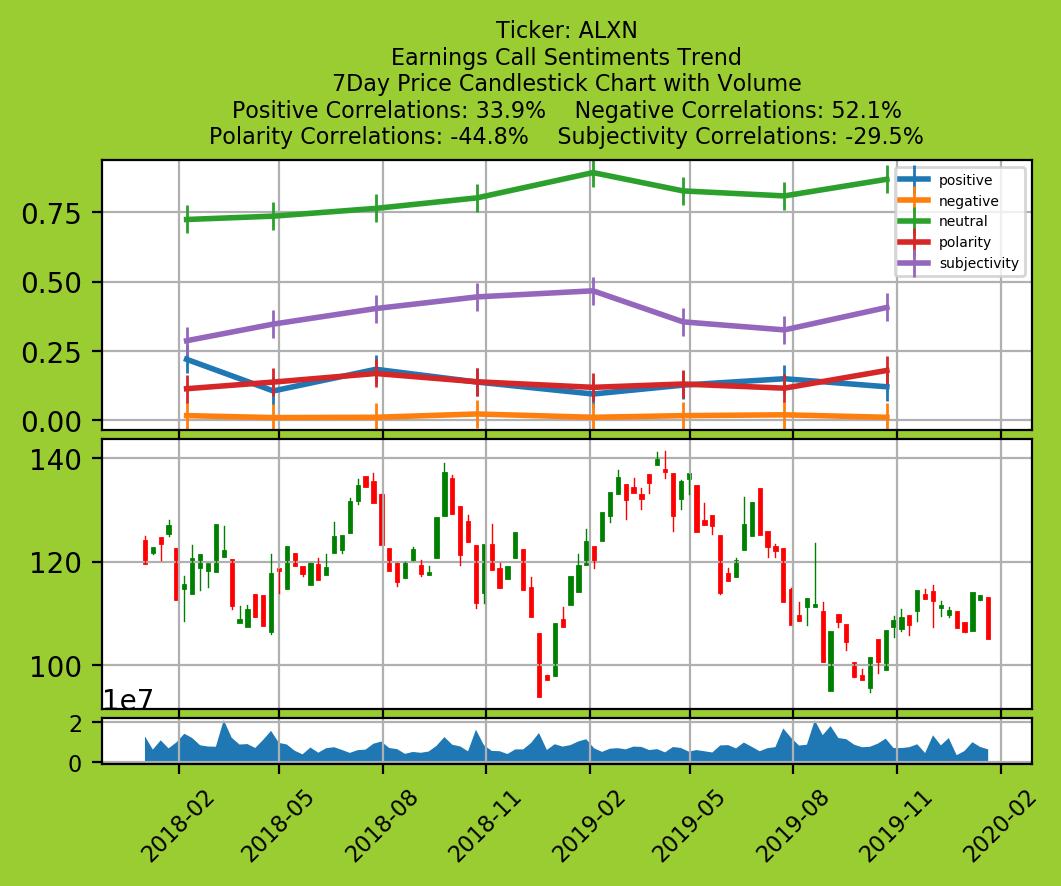 Ticker: ALXN
Earnings Call Sentiments Trend
7Day Price Candlestick Chart with Volume
Positive Correlations: 33.9%    Negative Correlations: 52.1%
Polarity Correlations: -44.8%    Subjectivity Correlations: -29.5%
positive
negative
neutral
polarity
subjectivity
0.75
0.50
0.25
0.00
140
120
100
1e7
2
0
2018-02
2018-05
2018-08
2018-11
2019-02
2019-05
2019-08
2019-11
2020-02